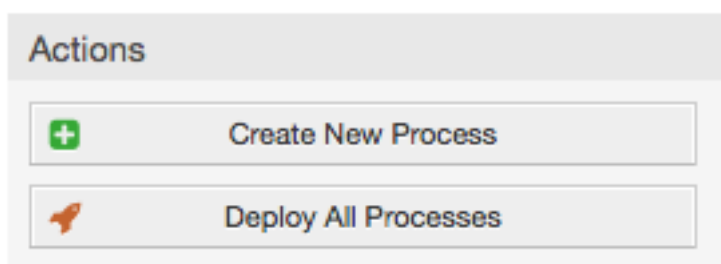 Actions
Create New Process
Deploy All Processes